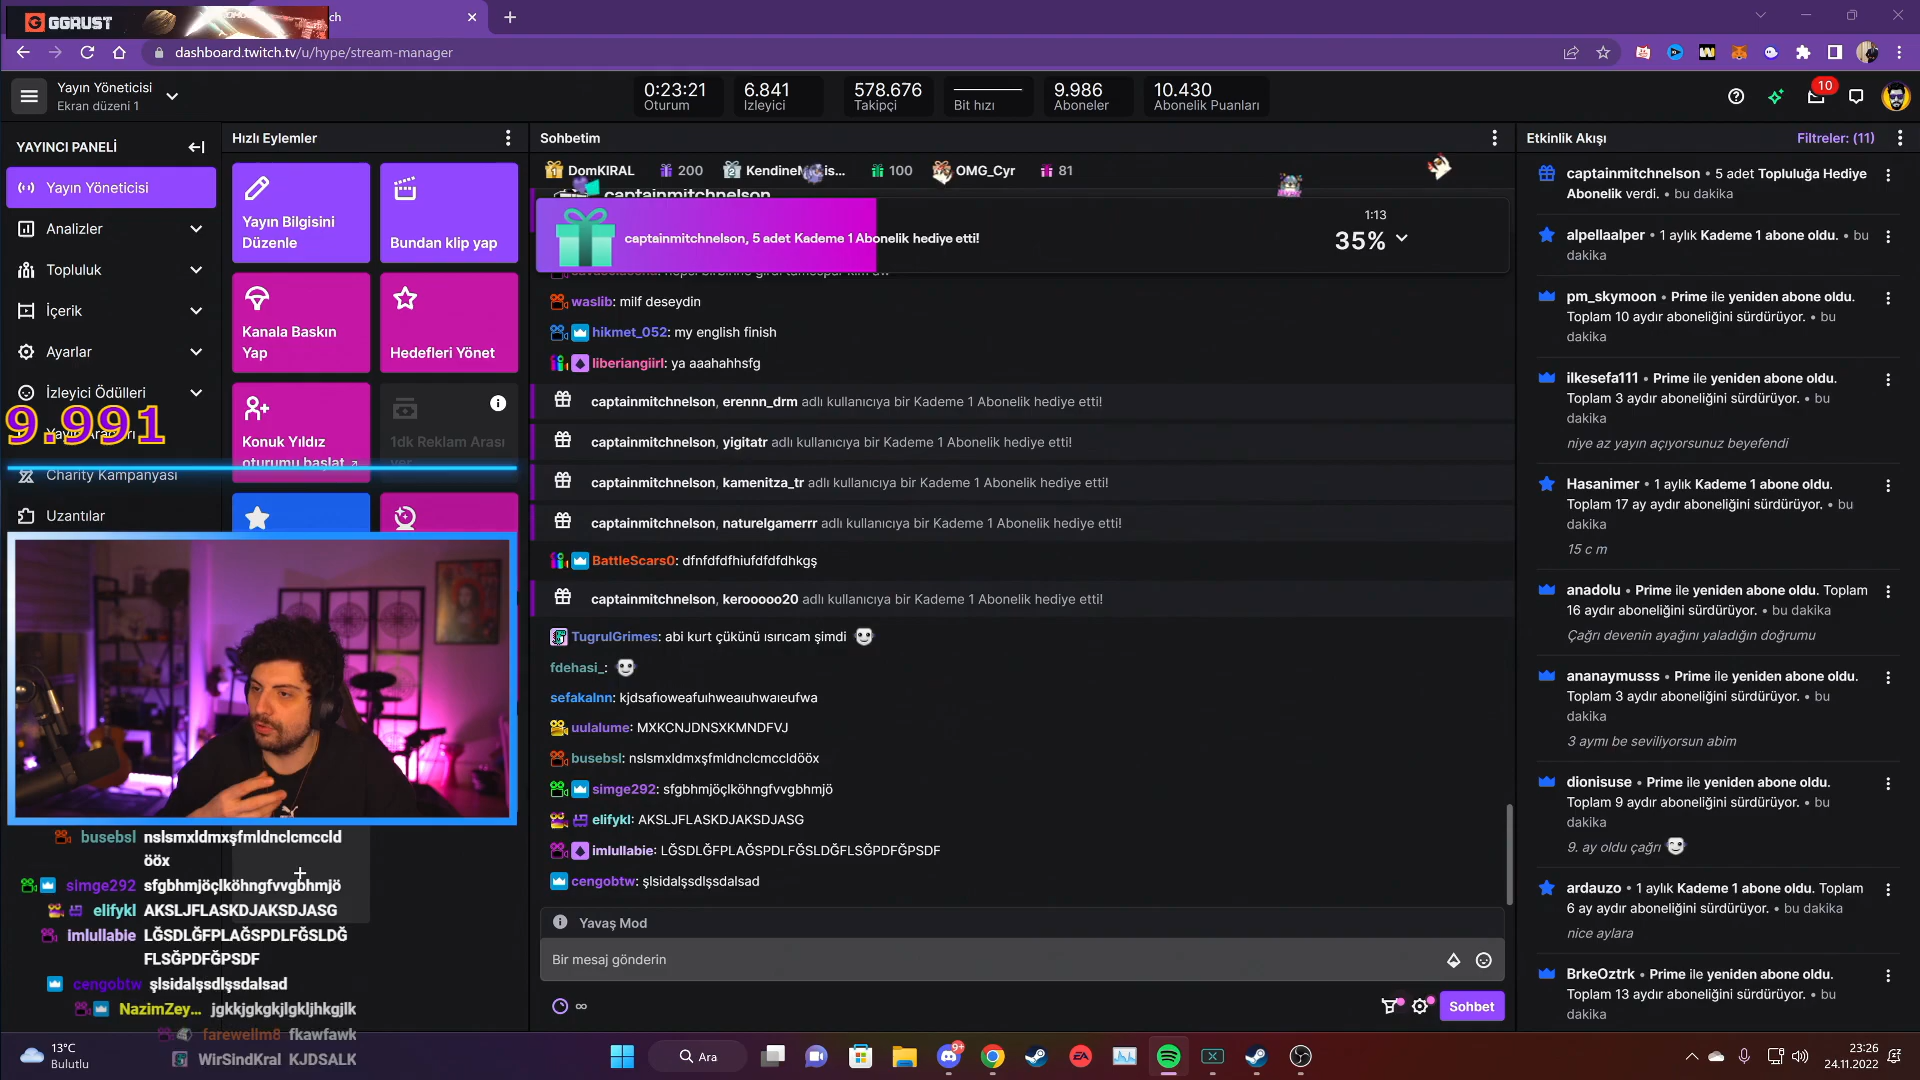 GGRUST
ch
dashboard.twitch.tv/u/hype/stream-manager
Yayın Yöneticisi
Ekran düzeni 1
0:23:21
Oturum
6.841
İzleyici
578.676
Takipçi
Bit hızı
9.986
Aboneler
10.430
Abonelik Puanları
10
YAYINCI PANELİ
Yayın Yöneticisi
Analizler
Topluluk
İçerik
Ayarlar
İzleyici Ödülleri
9.991
Charity Kampanyası
Uzantılar
Hızlı Eylemler
Yayın Bilgisini
Düzenle
Bundan klip yap
Kanala Baskın
Yap
Hedefleri Yönet
Konuk Yıldız
oturumu başlat
1dk Reklam Arası
Sohbetim
1 DomKIRAL 200
2 100
OMG_Cyr 81
captainmitchnelson
captainmitchnelson, 5 adet Kademe 1 Abonelik hediye etti!
1:13
35%
waslib: milf deseydin
hikmet_052: my english finish
liberiangiirl: ya aaahahhsfg
captainmitchnelson, erennn_drm adlı kullanıcıya bir Kademe 1 Abonelik hediye etti!
captainmitchnelson, yigitatr adlı kullanıcıya bir Kademe 1 Abonelik hediye etti!
captainmitchnelson, kamenitza_tr adlı kullanıcıya bir Kademe 1 Abonelik hediye etti!
captainmitchnelson, naturelgamerrr adlı kullanıcıya bir Kademe 1 Abonelik hediye etti!
BattleScars0: dfnfdfdfhiufdfdfdhkgş
captainmitchnelson, kerooooo20 adlı kullanıcıya bir Kademe 1 Abonelik hediye etti!
TugrulGrimes: abi kurt çükünü ısırıcam şimdi
fdehasi_:
sefakalnn: kjdsafıoweafuıhweaıuhwaıeufwa
uulalume: MXKCNJDNSXKMNDFVJ
busebsl: nslsmxldmxşfmldnclcmccldööx
simge292: sfgbhmjöçlköhngfvvgbhmjö
elifykl: AKSLJFLASKDJAKSDJASG
imlullabie: LĞSDLĞFPLAĞSPDLFĞSLDĞFLSĞPDFĞPSDF
cengobtw: şlsidalşsdlşsdalsad
Yavaş Mod
Bir mesaj gönderin
Sohbet
Etkinlik Akışı
Filtreler: (11)
captainmitchnelson • 5 adet Topluluğa Hediye
Abonelik verdi. • bu dakika
alpellaalper • 1 aylık Kademe 1 abone oldu. • bu
dakika
pm_skymoon • Prime ile yeniden abone oldu.
Toplam 10 aydır aboneliğini sürdürüyor. • bu
dakika
ilkesefa111 • Prime ile yeniden abone oldu.
Toplam 3 aydır aboneliğini sürdürüyor. • bu
dakika
niye az yayın açıyorsunuz beyefendi
Hasanimer • 1 aylık Kademe 1 abone oldu.
Toplam 17 ay aydır aboneliğini sürdürüyor. • bu
dakika
15 c m
anadolu • Prime ile yeniden abone oldu. Toplam
16 aydır aboneliğini sürdürüyor. • bu dakika
Çağrı devenin ayağını yaladığın doğrumu
ananaymusss • Prime ile yeniden abone oldu.
Toplam 3 aydır aboneliğini sürdürüyor. • bu
dakika
3 aymı be seviliyorsun abim
dionisuse • Prime ile yeniden abone oldu.
Toplam 9 aydır aboneliğini sürdürüyor. • bu
dakika
9. ay oldu çağrı
ardauzo • 1 aylık Kademe 1 abone oldu. Toplam
6 ay aydır aboneliğini sürdürüyor. • bu dakika
nice aylara
BrkeOztrk • Prime ile yeniden abone oldu.
Toplam 13 aydır aboneliğini sürdürüyor. • bu
dakika
busebsl nslsmxldmxşfmldnclcmccld
ööx
simge292 sfgbhmjöçlköhngfvvgbhmjö
elifykl AKSLJFLASKDJAKSDJASG
imlullabie LĞSDLĞFPLAĞSPDLFĞSLDĞ
FLSĞPDFĞPSDF
cengobtw şlsidalşsdlşsdalsad
NazimZey... jgkkjgkgkjlgkljhkgjlk
farewellm8 fkawfawk
WirSindKral KJDSALK
13°C
Bulutlu
Ara
9+
23:26
24.11.2022